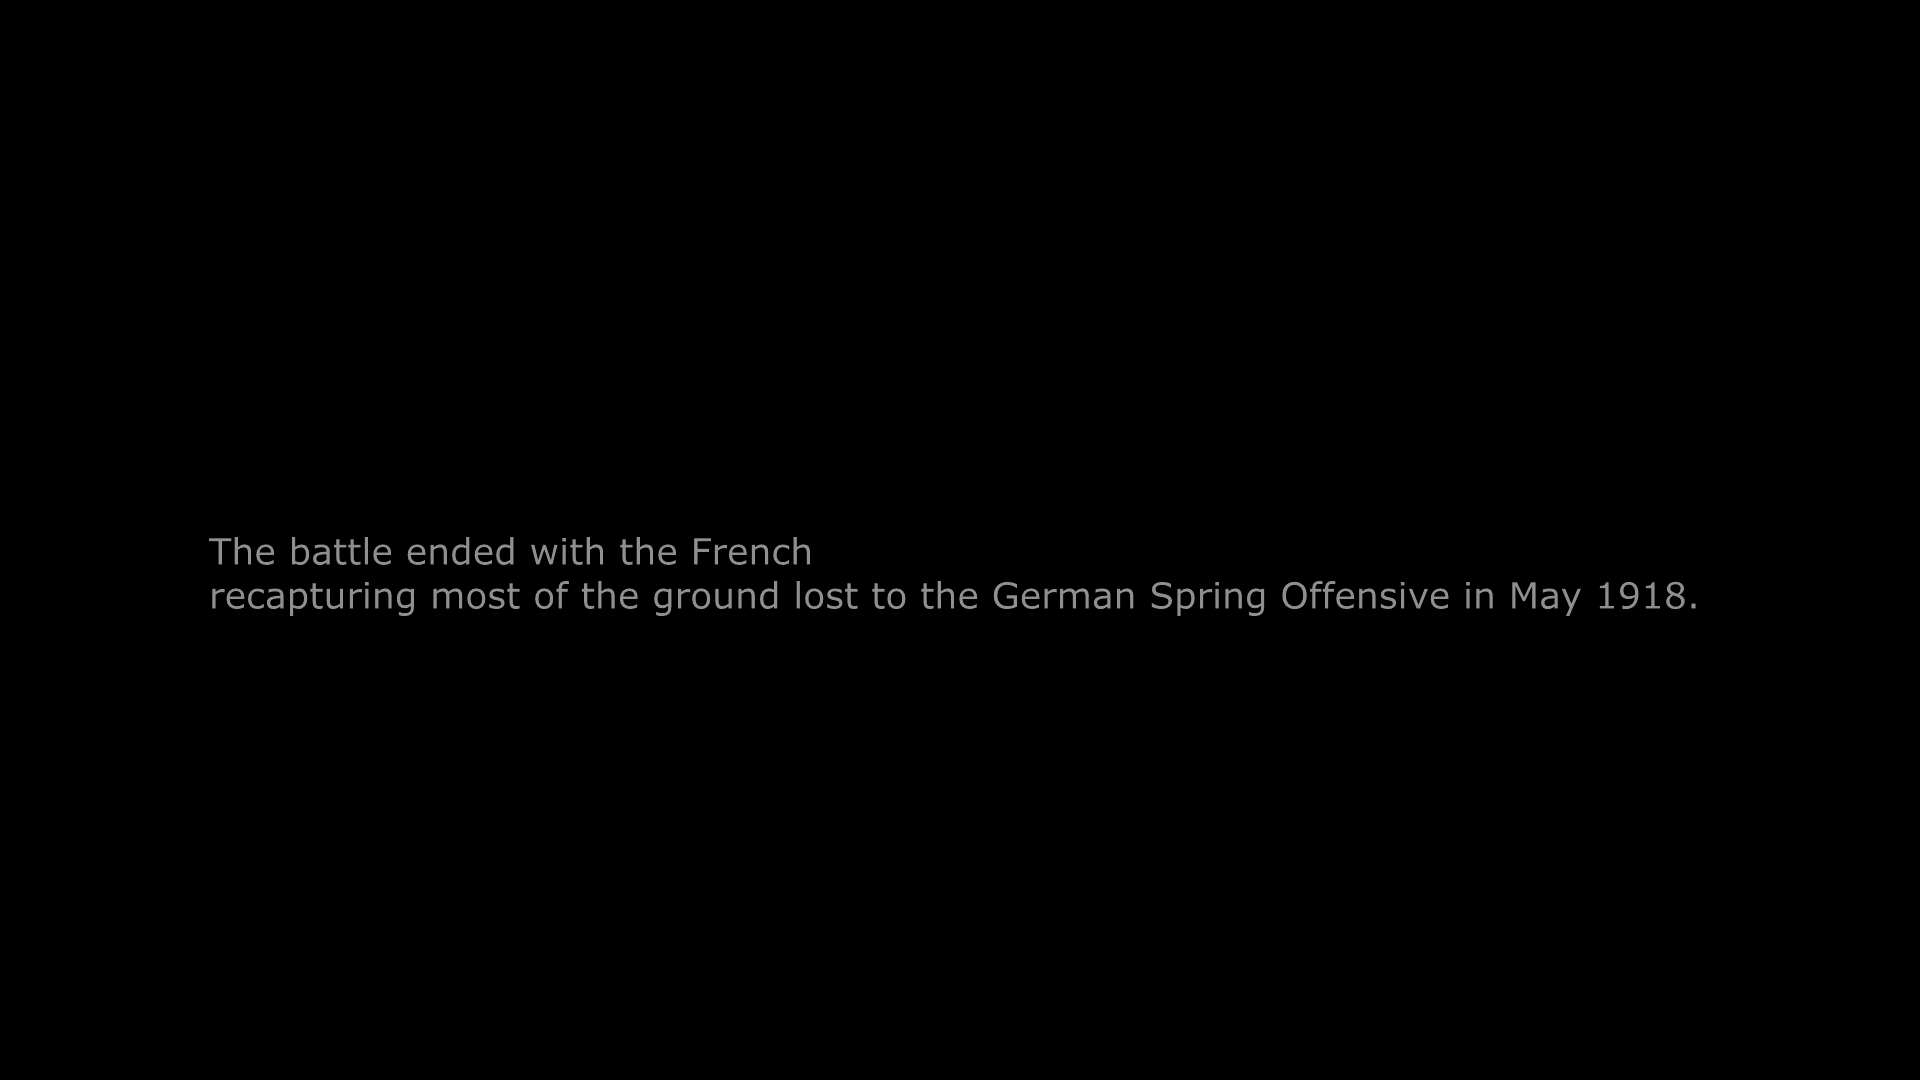 The battle ended with the French
recapturing most of the ground lost to the German Spring Offensive in May 1918.